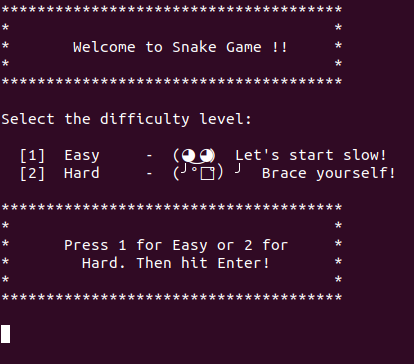 **************************************
*                                    *
*       Welcome to Snake Game !!     *
*                                    *
**************************************
Select the difficulty level:
  [1]  Easy     -  (◕‿◕)  Let's start slow!
  [2]  Hard     -  (╯°□°)╯  Brace yourself!
**************************************
*                                    *
*      Press 1 for Easy or 2 for     *
*        Hard. Then hit Enter!       *
*                                    *
**************************************